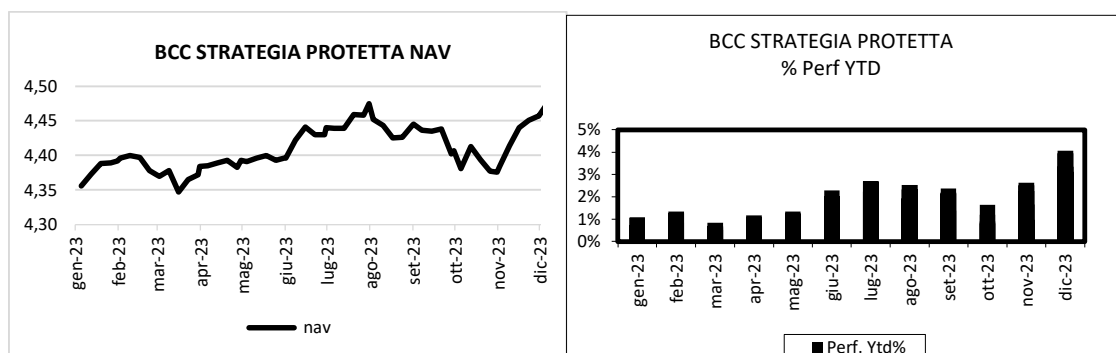 BCC STRATEGIA PROTETTA NAV
4,50
4,45
4,40
4,35
4,30
gen-23
feb-23
mar-23
apr-23
mag-23
giu-23
lug-23
ago-23
set-23
ott-23
nov-23
dic-23
nav
BCC STRATEGIA PROTETTA
% Perf YTD
5%
4%
3%
2%
1%
0%
gen-23
feb-23
mar-23
apr-23
mag-23
giu-23
lug-23
ago-23
set-23
ott-23
nov-23
dic-23
Perf. Ytd%